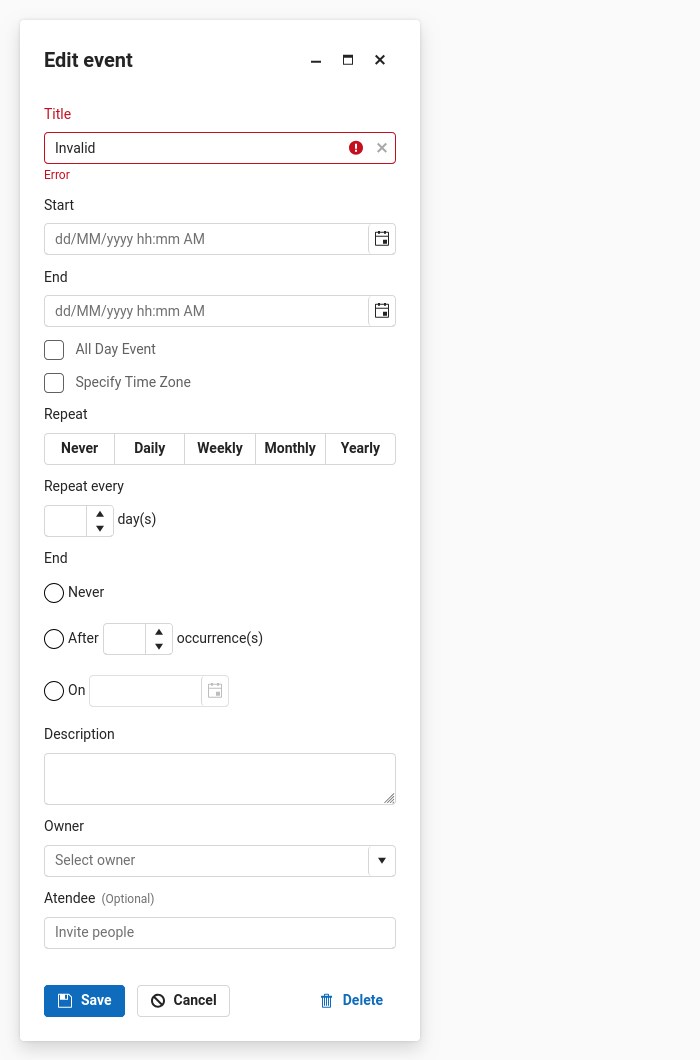 Edit event
Title
Invalid
Error
Start
dd/MM/yyyy hh:mm AM
End
dd/MM/yyyy hh:mm AM
All Day Event
Specify Time Zone
Repeat
Never Daily Weekly Monthly Yearly
Repeat every
day(s)
End
Never
After occurrence(s)
On
Description
Owner
Select owner
Atendee (Optional)
Invite people
Save Cancel Delete